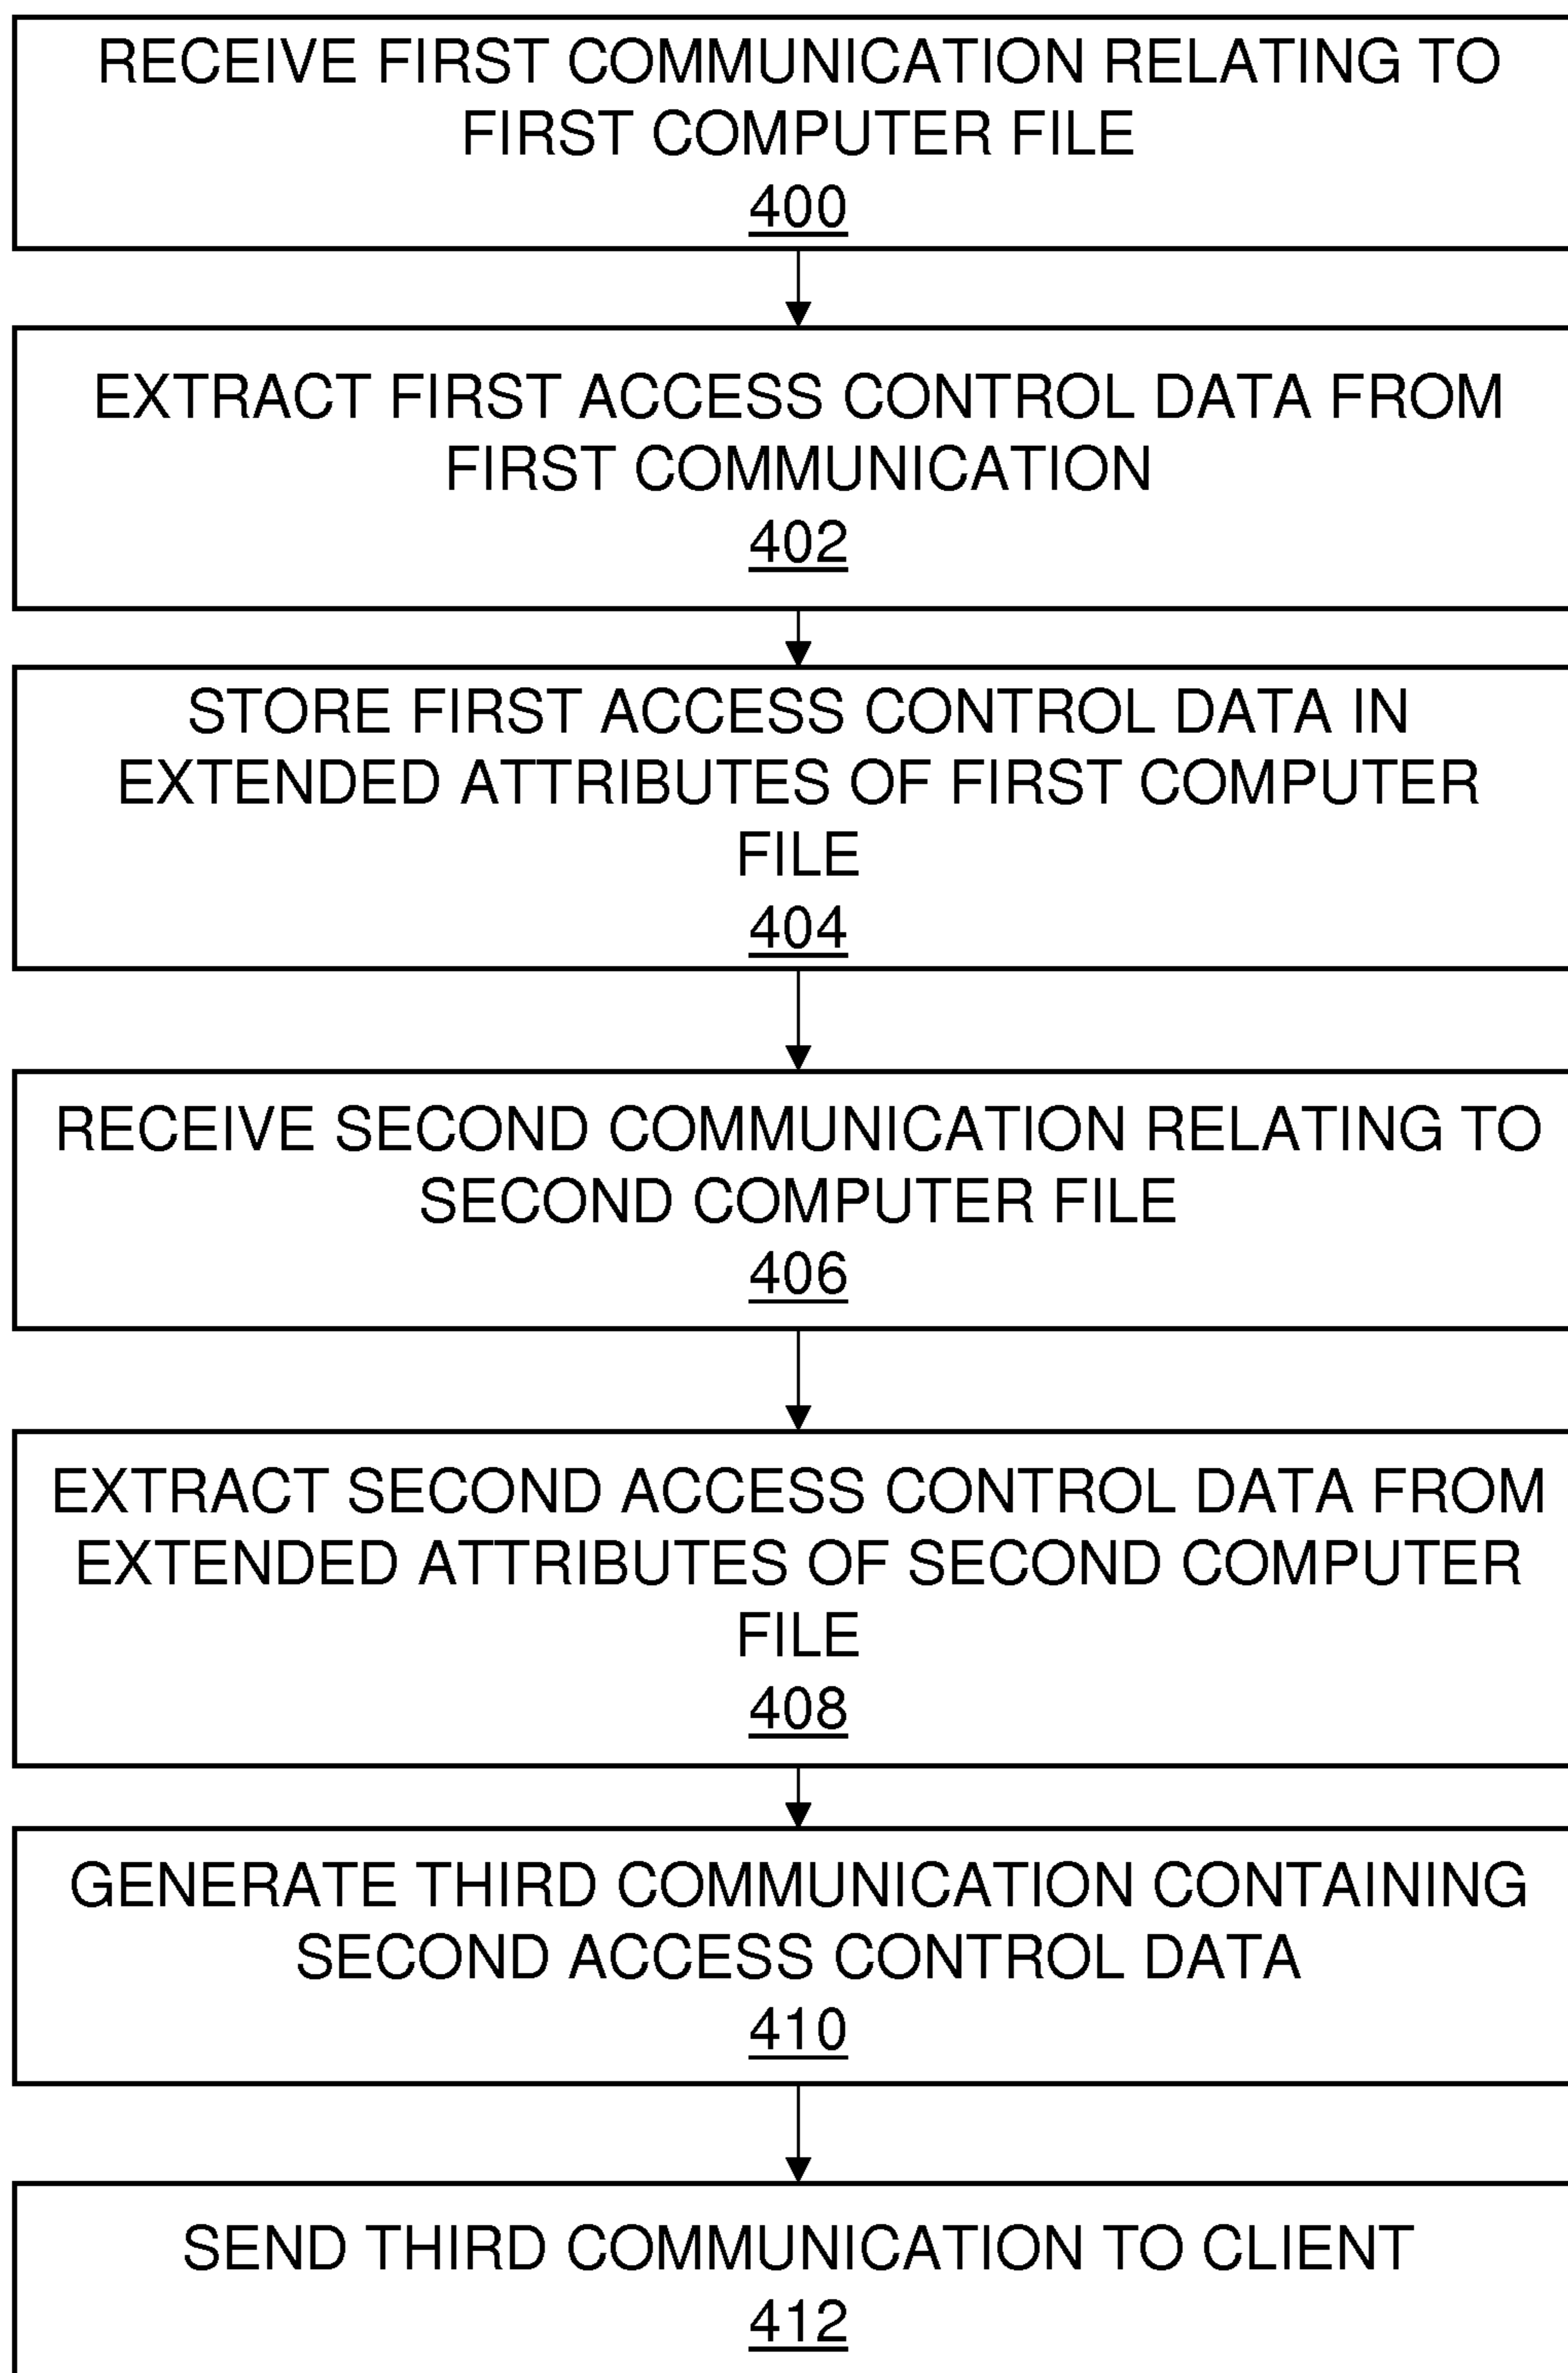 RECEIVE FIRST COMMUNICATION RELATING TO
FIRST COMPUTER FILE
400
EXTRACT FIRST ACCESS CONTROL DATA FROM
FIRST COMMUNICATION
402
STORE FIRST ACCESS CONTROL DATA IN
EXTENDED ATTRIBUTES OF FIRST COMPUTER
FILE
404
RECEIVE SECOND COMMUNICATION RELATING TO
SECOND COMPUTER FILE
406
EXTRACT SECOND ACCESS CONTROL DATA FROM
EXTENDED ATTRIBUTES OF SECOND COMPUTER
FILE
408
GENERATE THIRD COMMUNICATION CONTAINING
SECOND ACCESS CONTROL DATA
410
SEND THIRD COMMUNICATION TO CLIENT
412